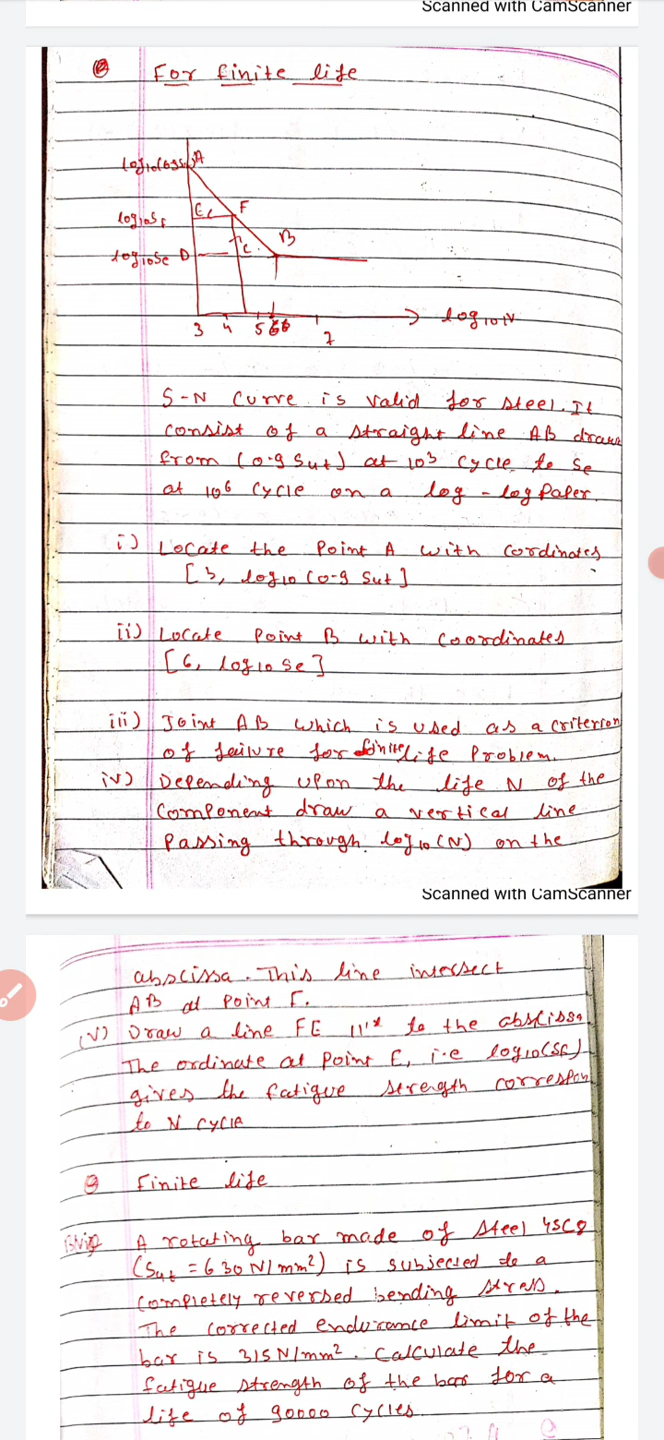 Scanned with CamScanner
For finite life
A
log10Sf
E
F
log10Se D
C
B
3 4 5 6
7
log10N
S-N Curve is valid for steel. It
consist of a straight line AB drawn
from (0.9 Sut) at 10³ cycle to Se
at 10⁶ cycle on a log - log Paper.
i) Locate the Point A with cordinates
[3, log10 (0.9 Sut]
ii) Locate Point B with coordinates
[6, log10 Se]
iii) Joint AB which is used as a criterion
of failure for finite life Problem.
iv) Depending upon the life N of the
component draw a vertical line
Passing through log10(N) on the
Scanned with CamScanner
abscissa. This line intersect
AB at point F.
(V) Draw a line FE to the abscissa
The ordinate at point E, i.e log10(Sf)
gives the fatigue strength correspon
to N cycle
Finite life
A rotating bar made of steel 45C8
(Sut = 630 N/mm²) is subjected to a
completely reversed bending stress.
The corrected endurance limit of the
bar is 315 N/mm². Calculate the
fatigue strength of the bar for a
life of 90000 cycles